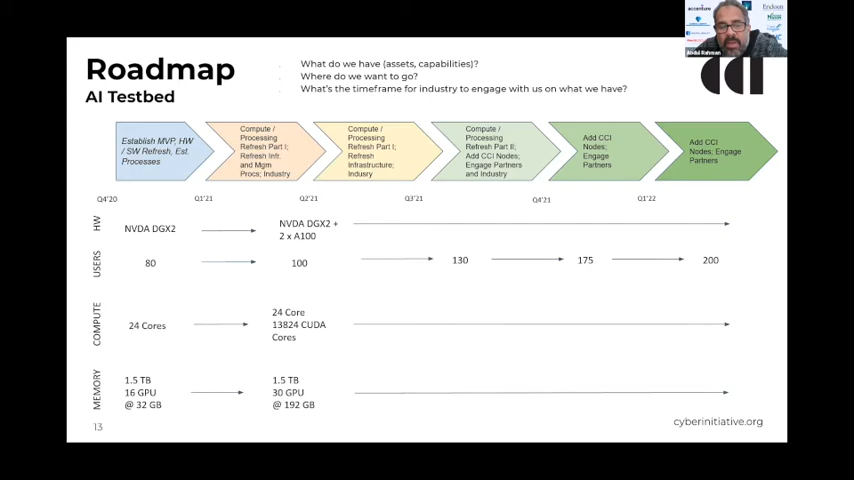 accenture
Endoon
Abdul Rahman
Roadmap
AI Testbed
What do we have (assets, capabilities)?
Where do we want to go?
What's the timeframe for industry to engage with us on what we have?
Establish MVP, HW
/ SW Refresh, Est.
Processes
Compute /
Processing
Refresh Part I;
Refresh Infr.
and Mgm
Procs; Industry
Compute /
Processing
Refresh Part I;
Refresh
Infrastructure;
Indusry
Compute /
Processing
Refresh Part II;
Add CCI Nodes;
Engage Partners
and Industry
Add CCI
Nodes;
Engage
Partners
Add CCI
Nodes; Engage
Partners
Q4'20
Q1'21
Q2'21
Q3'21
Q4'21
Q1'22
HW
NVDA DGX2
NVDA DGX2 +
2 x A100
USERS
80
100
130
175
200
COMPUTE
24 Cores
24 Core
13824 CUDA
Cores
MEMORY
1.5 TB
16 GPU
@ 32 GB
1.5 TB
30 GPU
@ 192 GB
13
cyberinitiative.org